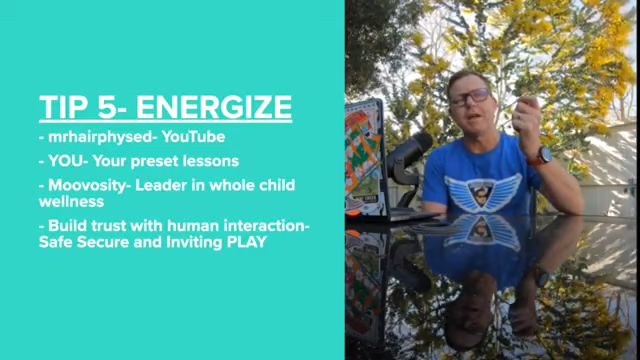 TIP 5- ENERGIZE
- mrhairphysed- YouTube
- YOU- Your preset lessons
- Moovosity- Leader in whole child
wellness
- Build trust with human interaction-
Safe Secure and Inviting PLAY